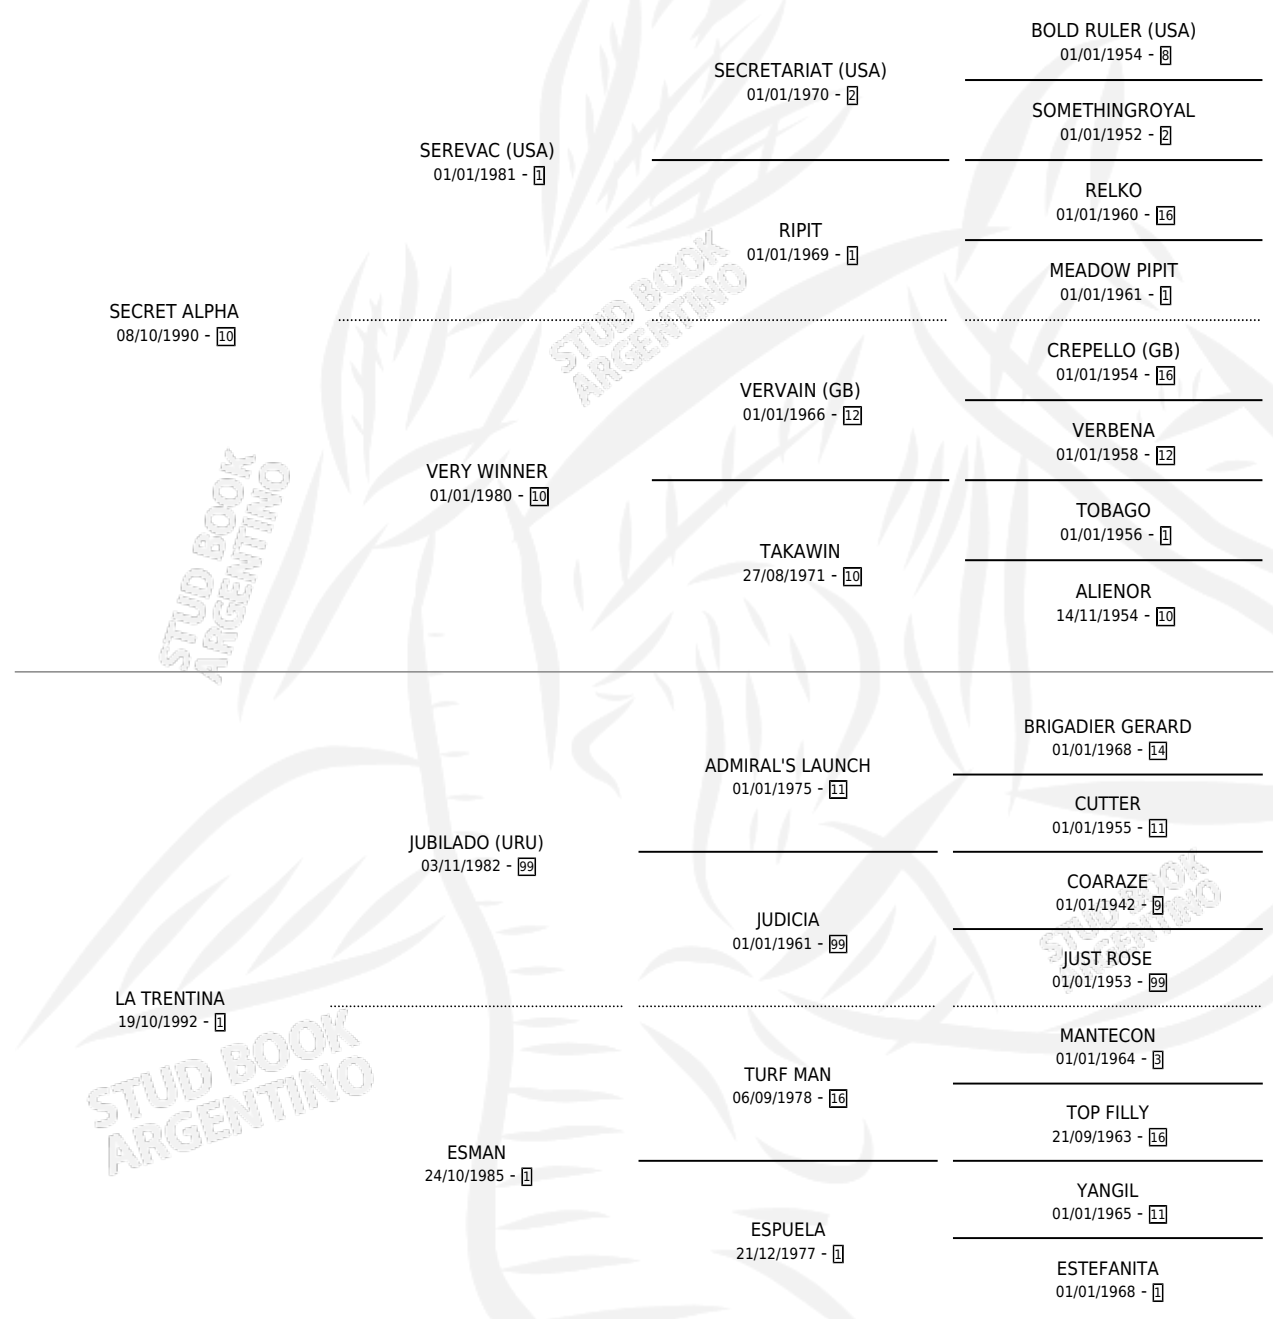 BOLD RULER (USA)
01/01/1954 - 8
SECRETARIAT (USA)
01/01/1970 - 2
SOMETHINGROYAL
01/01/1952 - 2
SEREVAC (USA)
01/01/1981 - 1
RELKO
01/01/1960 - 16
RIPIT
01/01/1969 - 1
MEADOW PIPIT
01/01/1961 - 1
SECRET ALPHA
08/10/1990 - 10
CREPELLO (GB)
01/01/1954 - 16
VERVAIN (GB)
01/01/1966 - 12
VERBENA
01/01/1958 - 12
VERY WINNER
01/01/1980 - 10
TOBAGO
01/01/1956 - 1
TAKAWIN
27/08/1971 - 10
ALIENOR
14/11/1954 - 10
BRIGADIER GERARD
01/01/1968 - 14
ADMIRAL'S LAUNCH
01/01/1975 - 11
CUTTER
01/01/1955 - 11
JUBILADO (URU)
03/11/1982 - 99
COARAZE
01/01/1942 - 9
JUDICIA
01/01/1961 - 99
JUST ROSE
01/01/1953 - 99
LA TRENTINA
19/10/1992 - 1
MANTECON
01/01/1964 - 3
TURF MAN
06/09/1978 - 16
TOP FILLY
21/09/1963 - 16
ESMAN
24/10/1985 - 1
YANGIL
01/01/1965 - 11
ESPUELA
21/12/1977 - 1
ESTEFANITA
01/01/1968 - 1
STUD BOOK
ARGENTINO
STUD BOOK
ARGENTINO
STUD BOOK
ARGENTINO
STUD BOOK
ARGENTINO